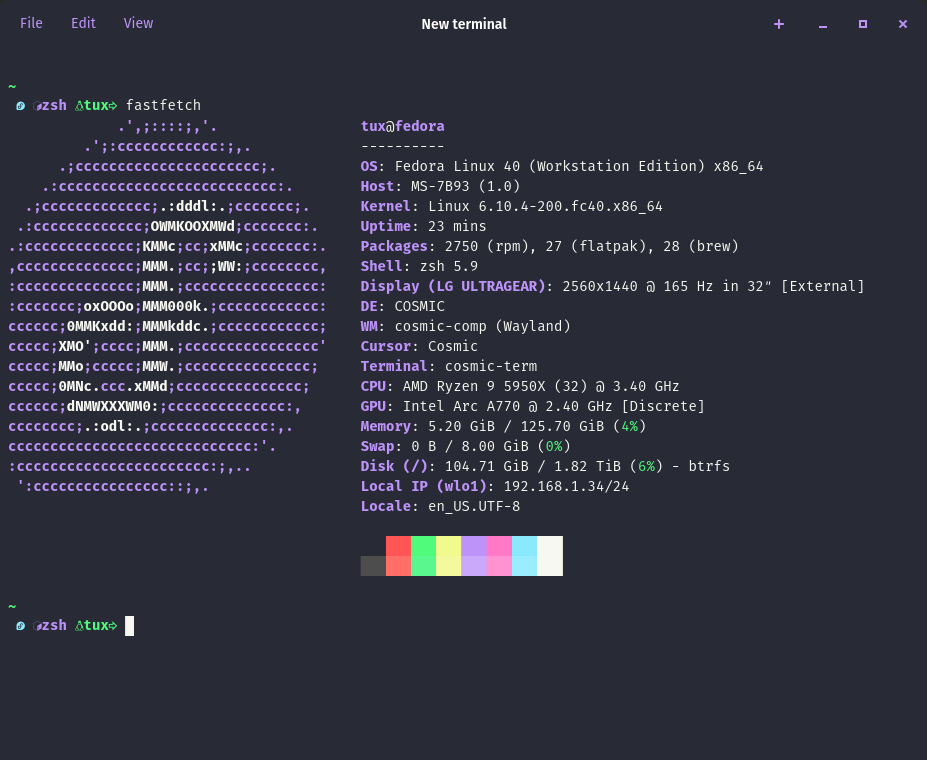 File Edit View New terminal
~
zsh tux⇨ fastfetch
.',;::::;,'.
.';:cccccccccccc:;,.
.;cccccccccccccccccccccc;.
.:cccccccccccccccccccccccccc:.
.;ccccccccccccc;.:dddl:.;ccccccc;.
.:ccccccccccccc;OWMKOOXMWd;ccccccc:.
.:ccccccccccccc;KMMc;cc;xMMc;ccccccc:.
,cccccccccccccc;MMM.;cc;;WW:;cccccccc,
:cccccccccccccc;MMM.;cccccccccccccccc:
:ccccccc;oxOOOo;MMM000k.;cccccccccccc:
cccccc;0MMKxdd:;MMMkddc.;cccccccccccc;
ccccc;XMO';cccc;MMM.;cccccccccccccccc'
ccccc;MMo;ccccc;MMW.;ccccccccccccccc;
ccccc;0MNc.ccc.xMMd;ccccccccccccccc;
cccccc;dNMWXXXWM0:;cccccccccccccc:,
cccccccc;.:odl:.;cccccccccccccc:,.
ccccccccccccccccccccccccccccc:'.
:ccccccccccccccccccccccc:;,..
':cccccccccccccccc::;,.
tux@fedora
----------
OS: Fedora Linux 40 (Workstation Edition) x86_64
Host: MS-7B93 (1.0)
Kernel: Linux 6.10.4-200.fc40.x86_64
Uptime: 23 mins
Packages: 2750 (rpm), 27 (flatpak), 28 (brew)
Shell: zsh 5.9
Display (LG ULTRAGEAR): 2560x1440 @ 165 Hz in 32″ [External]
DE: COSMIC
WM: cosmic-comp (Wayland)
Cursor: Cosmic
Terminal: cosmic-term
CPU: AMD Ryzen 9 5950X (32) @ 3.40 GHz
GPU: Intel Arc A770 @ 2.40 GHz [Discrete]
Memory: 5.20 GiB / 125.70 GiB (4%)
Swap: 0 B / 8.00 GiB (0%)
Disk (/): 104.71 GiB / 1.82 TiB (6%) - btrfs
Local IP (wlo1): 192.168.1.34/24
Locale: en_US.UTF-8
~
zsh tux⇨